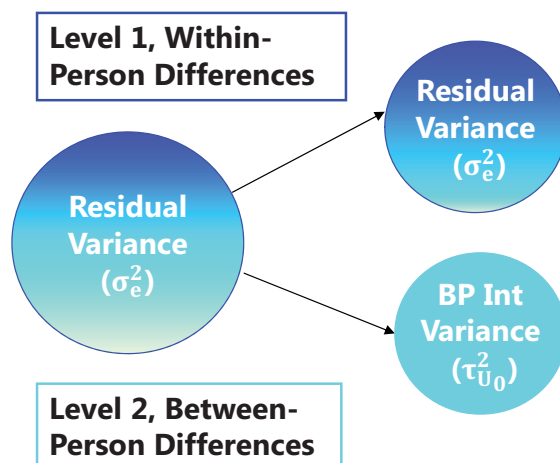 Level 1, Within-
Person Differences
Residual
Variance
(σ²ₑ)
Residual
Variance
(σ²ₑ)
BP Int
Variance
(τ²U₀)
Level 2, Between-
Person Differences